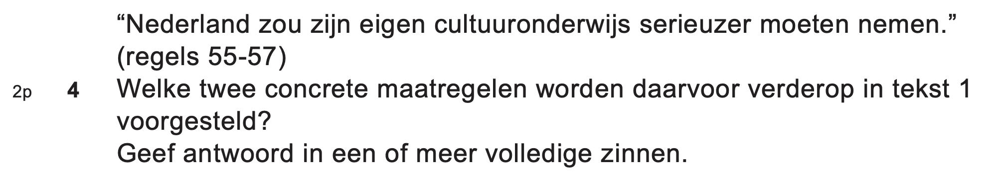 “Nederland zou zijn eigen cultuuronderwijs serieuzer moeten nemen.”
(regels 55-57)
2p 4 Welke twee concrete maatregelen worden daarvoor verderop in tekst 1
voorgesteld?
Geef antwoord in een of meer volledige zinnen.